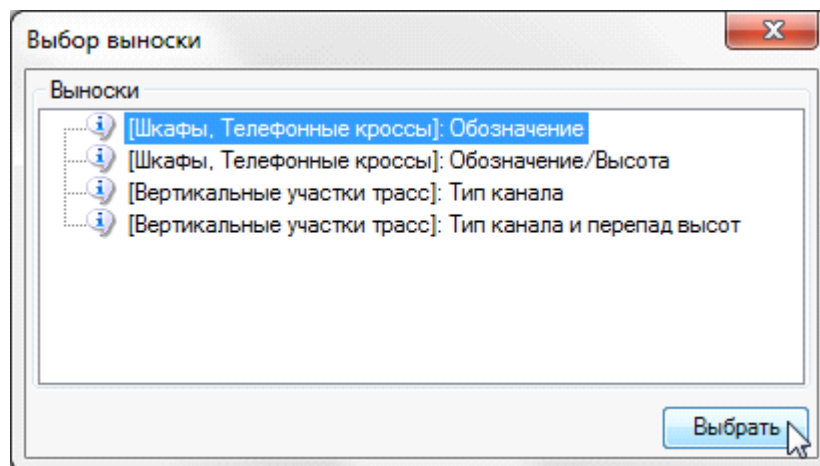 Выбор выноски
Выноски
[Шкафы, Телефонные кроссы]: Обозначение
[Шкафы, Телефонные кроссы]: Обозначение/Высота
[Вертикальные участки трасс]: Тип канала
[Вертикальные участки трасс]: Тип канала и перепад высот
Выбрать